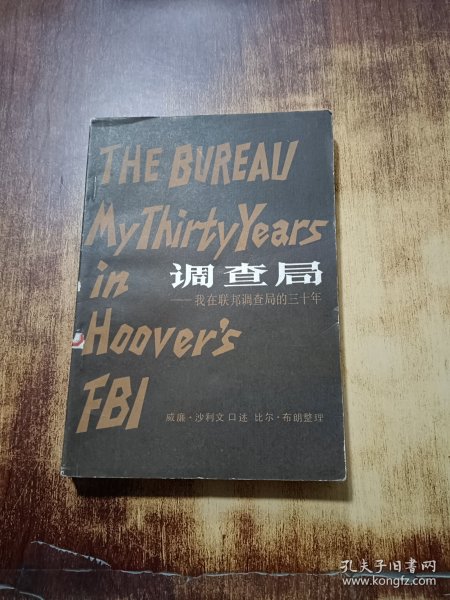 THE BUREAU
My Thirty Years
in
调查局
——我在联邦调查局的三十年
Hoover's
FBI
威廉·沙利文 口述 比尔·布朗整理
孔夫子旧书网
www.kongfz.com